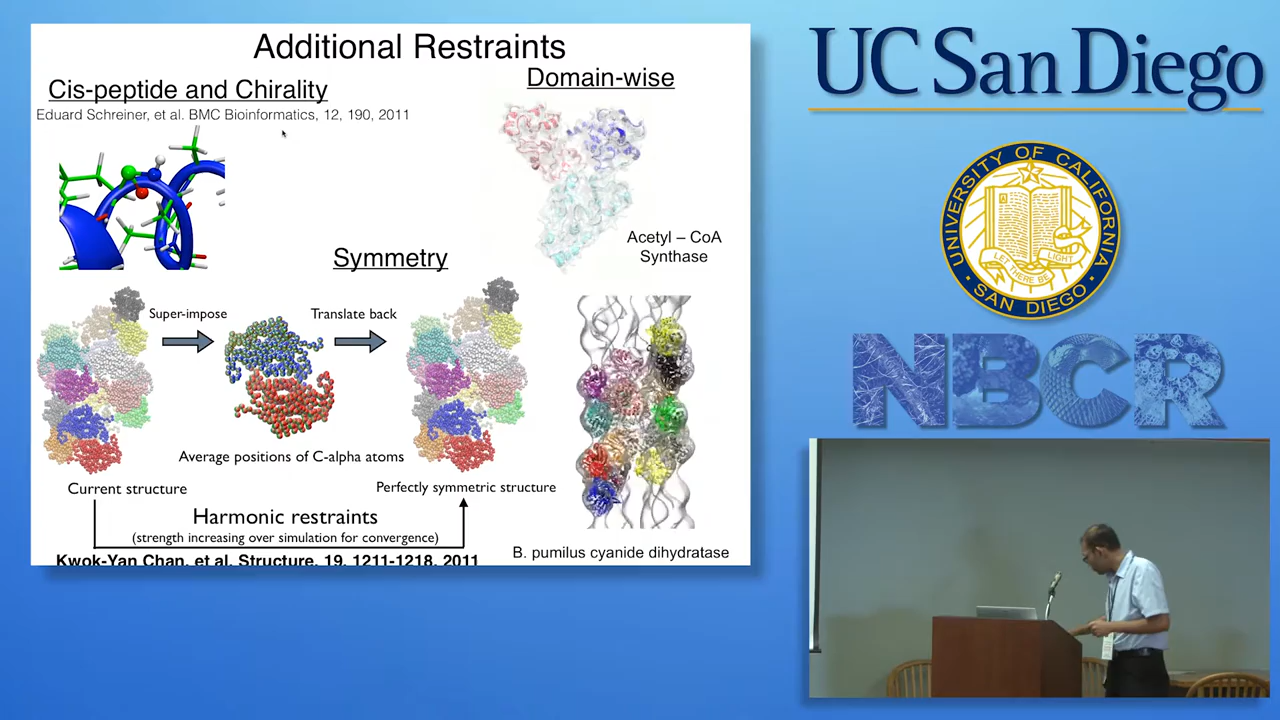 Additional Restraints
Cis-peptide and Chirality
Eduard Schreiner, et al. BMC Bioinformatics, 12, 190, 2011
Domain-wise
Acetyl – CoA
Synthase
Symmetry
Super-impose
Translate back
Average positions of C-alpha atoms
Current structure
Perfectly symmetric structure
Harmonic restraints
(strength increasing over simulation for convergence)
Kwok-Yan Chan, et al. Structure, 19, 1211-1218, 2011
B. pumilus cyanide dihydratase
UC San Diego
UNIVERSITY OF CALIFORNIA
LET THERE BE LIGHT
SAN DIEGO
NBCR